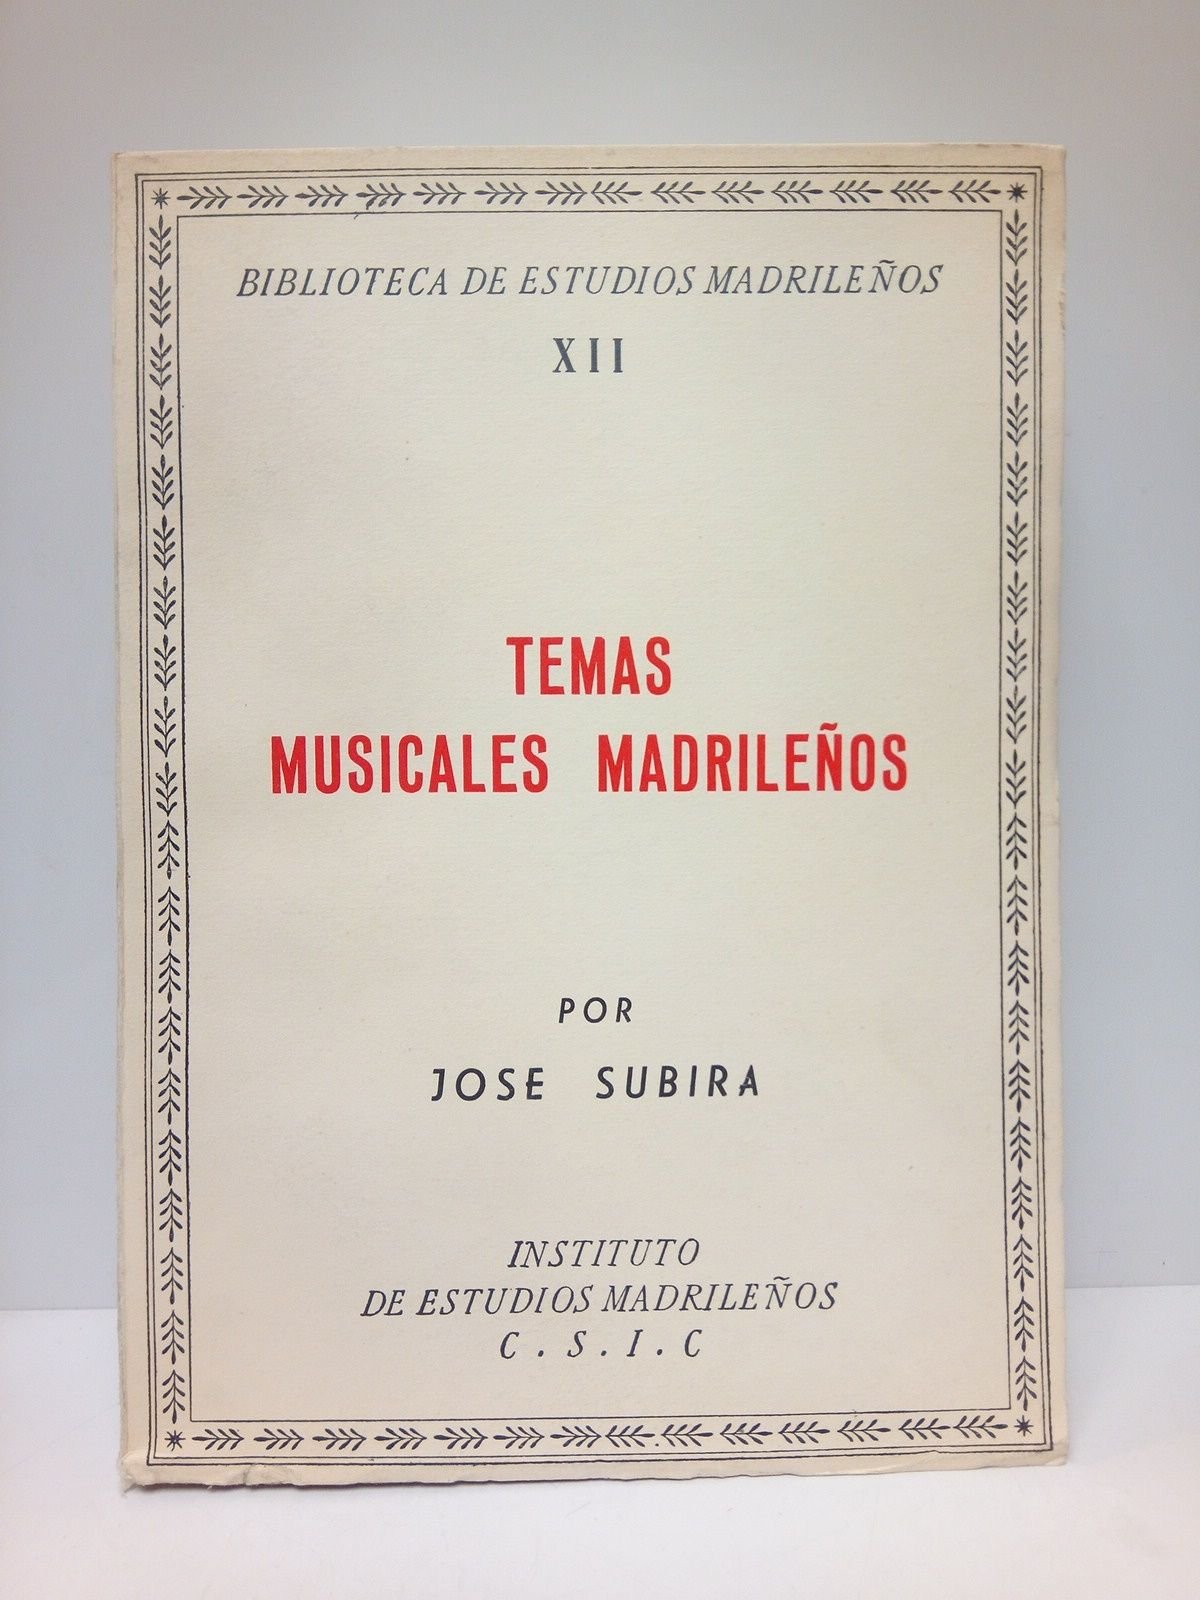 BIBLIOTECA DE ESTUDIOS MADRILEÑOS
XII
TEMAS
MUSICALES MADRILEÑOS
POR
JOSE SUBIRA
INSTITUTO
DE ESTUDIOS MADRILEÑOS
C . S . I . C